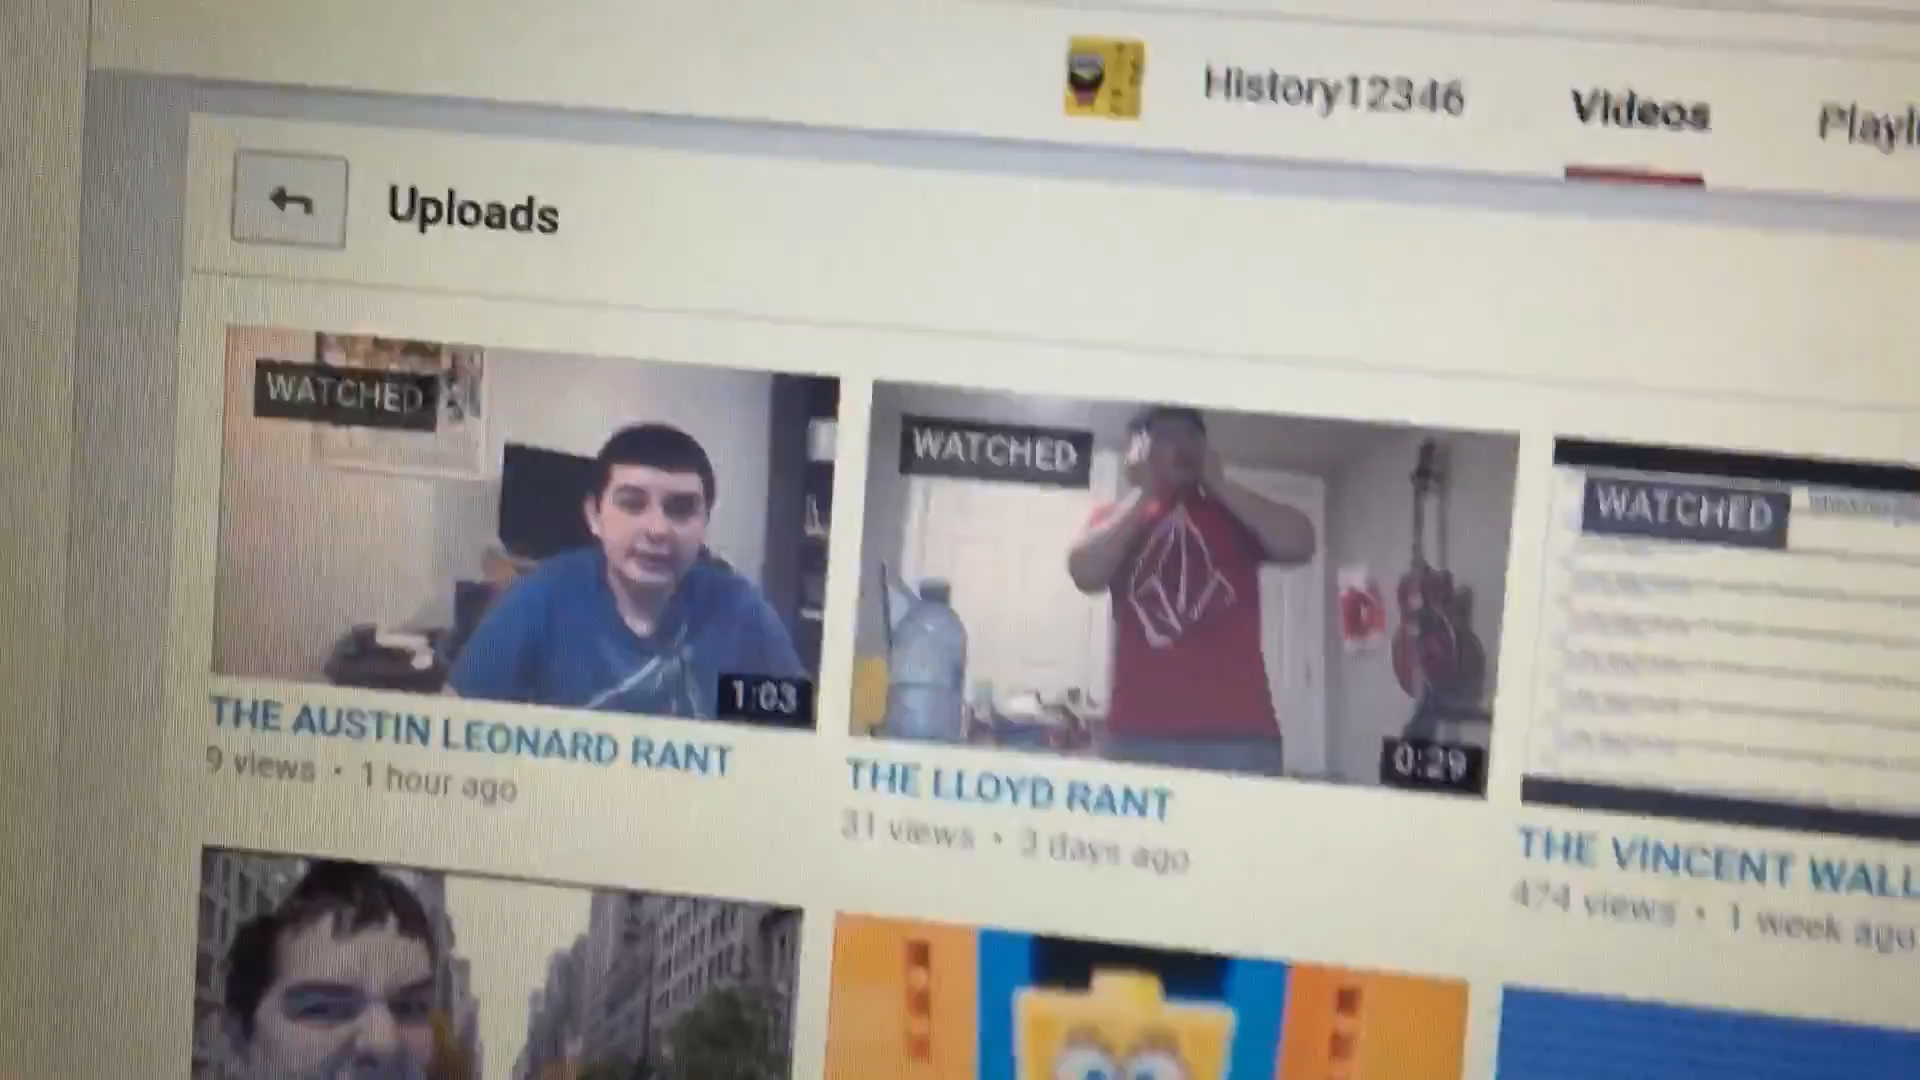 History12346 Videos
Uploads
WATCHED
WATCHED
WATCHED
1:03
0:29
THE AUSTIN LEONARD RANT
9 views • 1 hour ago
THE LLOYD RANT
31 views • 3 days ago
THE VINCENT WALL
474 views • 1 week ago